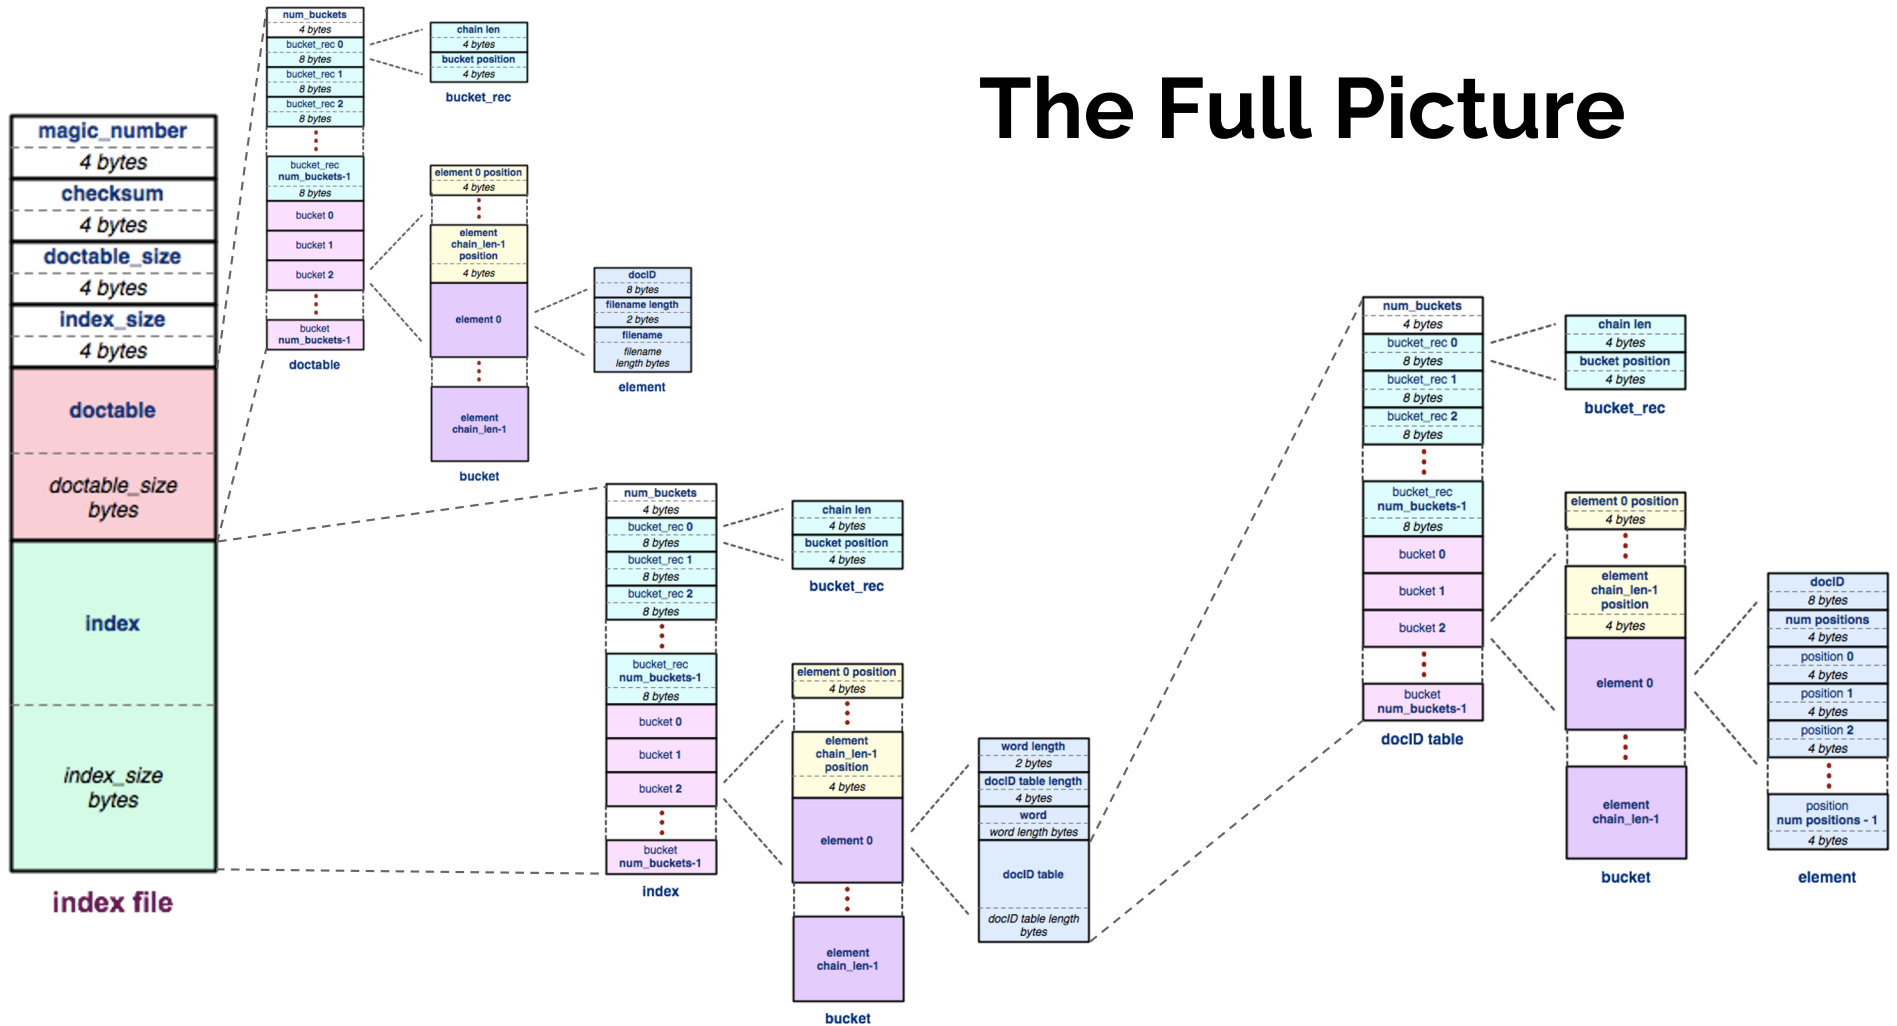 The Full Picture
magic_number
4 bytes
checksum
4 bytes
doctable_size
4 bytes
index_size
4 bytes
doctable
doctable_size
bytes
index
index_size
bytes
index file
num_buckets
4 bytes
bucket_rec 0
8 bytes
bucket_rec 1
8 bytes
bucket_rec 2
8 bytes
bucket_rec
num_buckets-1
8 bytes
bucket 0
bucket 1
bucket 2
bucket
num_buckets-1
doctable
chain len
4 bytes
bucket position
4 bytes
bucket_rec
element 0 position
4 bytes
element
chain_len-1
position
4 bytes
element 0
element
chain_len-1
bucket
docID
8 bytes
filename length
2 bytes
filename
filename
length bytes
element
num_buckets
4 bytes
bucket_rec 0
8 bytes
bucket_rec 1
8 bytes
bucket_rec 2
8 bytes
bucket_rec
num_buckets-1
8 bytes
bucket 0
bucket 1
bucket 2
bucket
num_buckets-1
index
chain len
4 bytes
bucket position
4 bytes
bucket_rec
element 0 position
4 bytes
element
chain_len-1
position
4 bytes
element 0
element
chain_len-1
bucket
word length
2 bytes
docID table length
4 bytes
word
word length bytes
docID table
docID table length
bytes
num_buckets
4 bytes
bucket_rec 0
8 bytes
bucket_rec 1
8 bytes
bucket_rec 2
8 bytes
bucket_rec
num_buckets-1
8 bytes
bucket 0
bucket 1
bucket 2
bucket
num_buckets-1
docID table
chain len
4 bytes
bucket position
4 bytes
bucket_rec
element 0 position
4 bytes
element
chain_len-1
position
4 bytes
element 0
element
chain_len-1
bucket
docID
8 bytes
num positions
4 bytes
position 0
4 bytes
position 1
4 bytes
position 2
4 bytes
position
num positions - 1
4 bytes
element